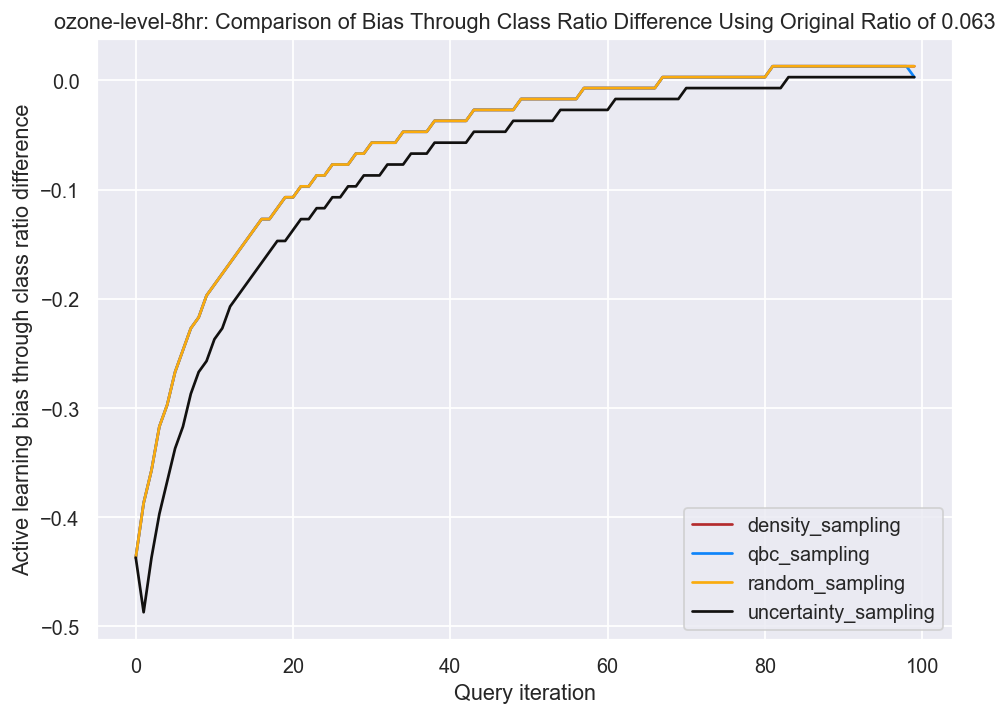 ozone-level-8hr: Comparison of Bias Through Class Ratio Difference Using Original Ratio of 0.063
Active learning bias through class ratio difference
0.0
−0.1
−0.2
−0.3
−0.4
−0.5
density_sampling
qbc_sampling
random_sampling
uncertainty_sampling
0 20 40 60 80 100
Query iteration